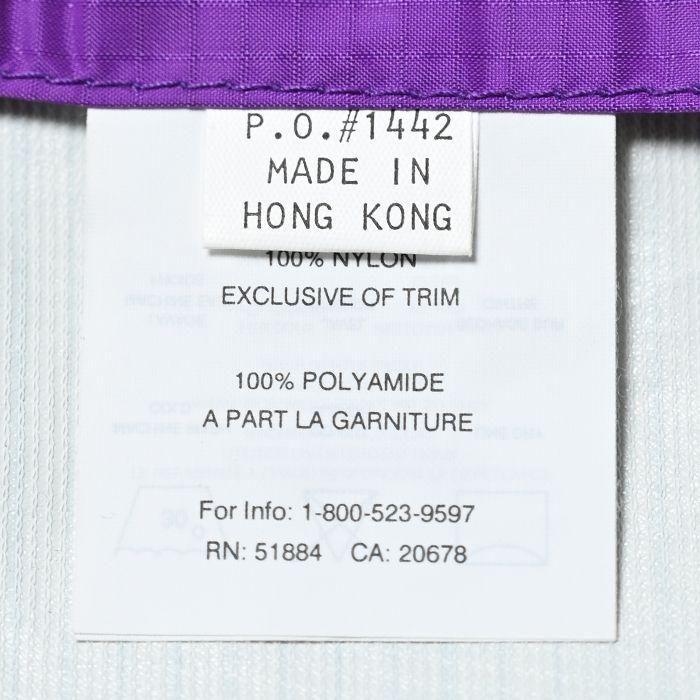 P.O.#1442
MADE IN
HONG KONG
100% NYLON
EXCLUSIVE OF TRIM
100% POLYAMIDE
A PART LA GARNITURE
For Info: 1-800-523-9597
RN: 51884 CA: 20678